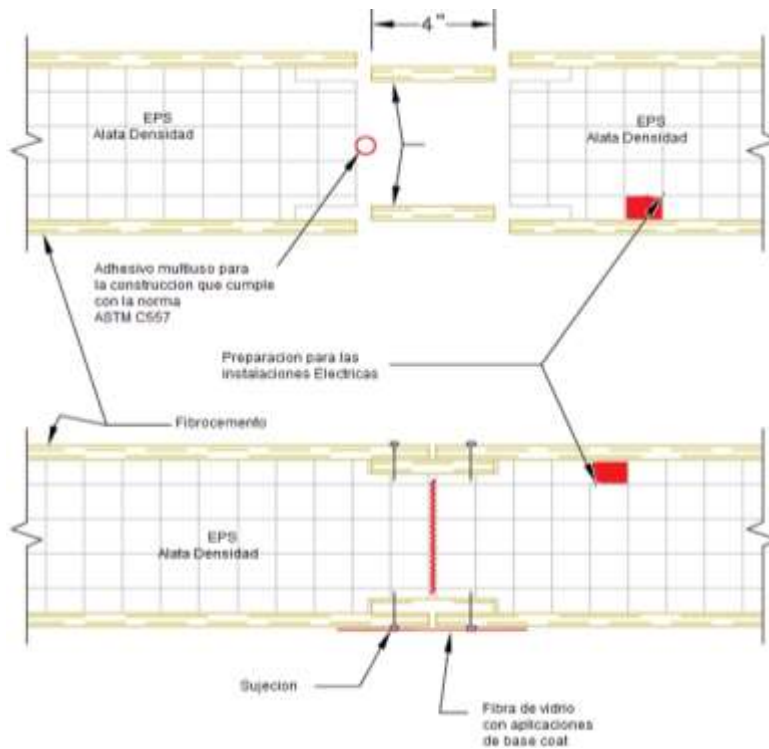 4"
EPS
Alata Densidad
EPS
Alata Densidad
Adhesivo multiuso para
la construccion que cumple
con la norma
ASTM C557
Preparacion para las
instalaciones Electricas
Fibrocemento
EPS
Alata Densidad
Sujecion
Fibra de vidrio
con aplicaciones
de base coat